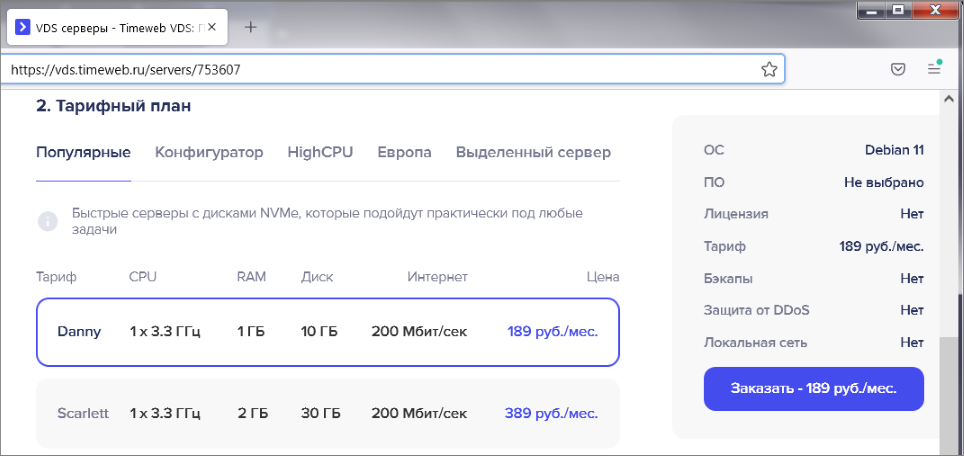 VDS серверы - Timeweb VDS: П
https://vds.timeweb.ru/servers/753607
2. Тарифный план
Популярные Конфигуратор HighCPU Европа Выделенный сервер
Быстрые серверы с дисками NVMe, которые подойдут практически под любые
задачи
Тариф CPU RAM Диск Интернет Цена
Danny 1 x 3.3 ГГц 1 ГБ 10 ГБ 200 Мбит/сек 189 руб./мес.
Scarlett 1 x 3.3 ГГц 2 ГБ 30 ГБ 200 Мбит/сек 389 руб./мес.
ОС Debian 11
ПО Не выбрано
Лицензия Нет
Тариф 189 руб./мес.
Бэкапы Нет
Защита от DDoS Нет
Локальная сеть Нет
Заказать - 189 руб./мес.